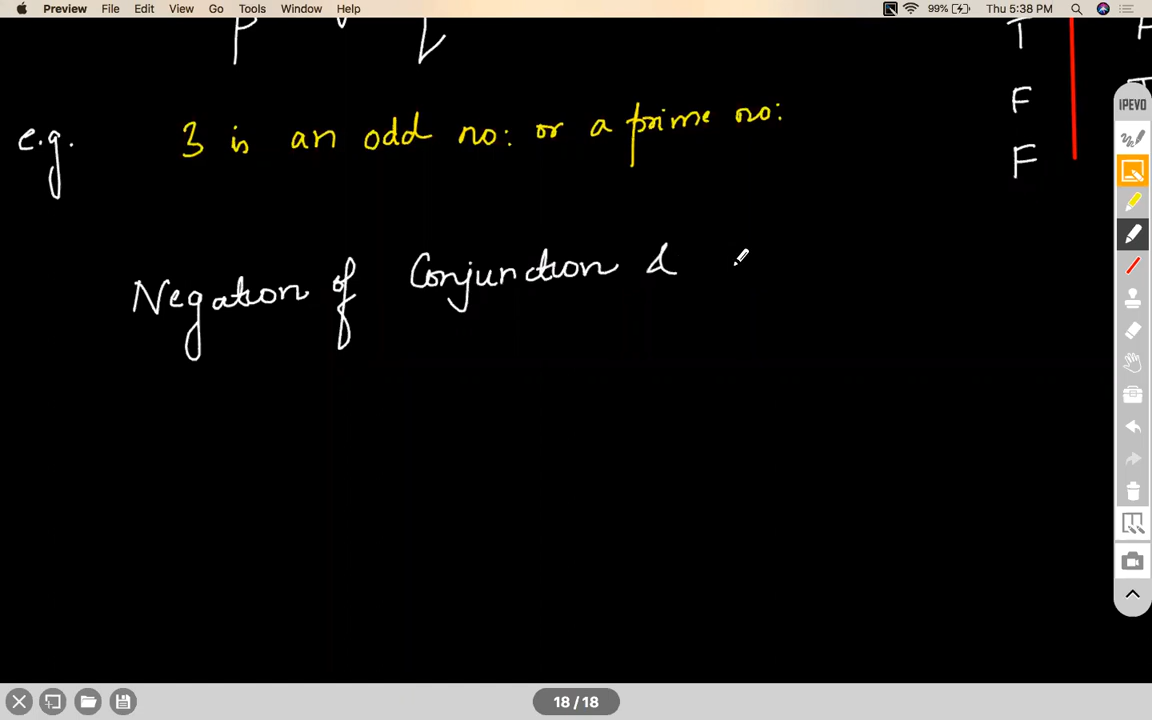 Preview File Edit View Go Tools Window Help 99% Thu 5:38 PM
p v q
T
F
F
IPEVO
e.g. 3 is an odd no: or a prime no:
Negation of Conjunction &
18 / 18